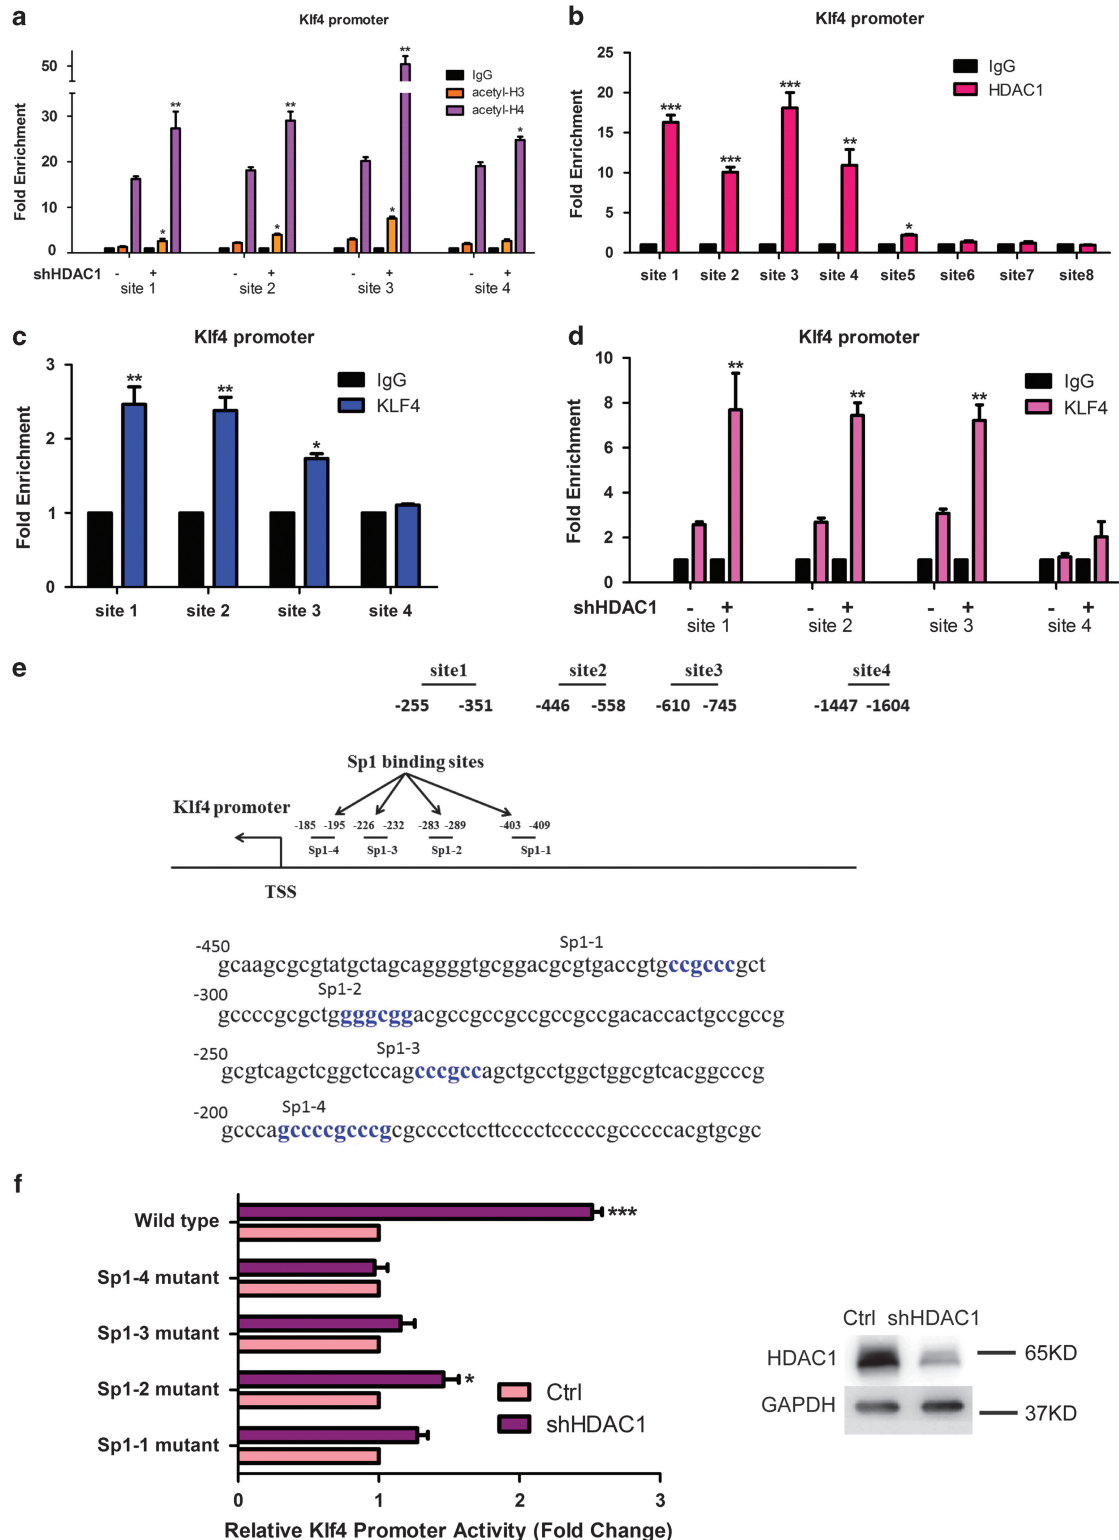 a
Klf4 promoter
Fold Enrichment
50
30
20
10
0
IgG
acetyl-H3
acetyl-H4
** ** ** *
* * *
shHDAC1 - + - + - + - +
site 1 site 2 site 3 site 4
b
Klf4 promoter
Fold Enrichment
25
20
15
10
5
0
IgG
HDAC1
*** *** *** ** *
site 1 site 2 site 3 site 4 site5 site6 site7 site8
c
Klf4 promoter
Fold Enrichment
3
2
1
0
IgG
KLF4
** ** *
site 1 site 2 site 3 site 4
d
Klf4 promoter
Fold Enrichment
10
8
6
4
2
0
IgG
KLF4
** ** **
shHDAC1 - + - + - + - +
site 1 site 2 site 3 site 4
e
site1 site2 site3 site4
-255 -351 -446 -558 -610 -745 -1447 -1604
Sp1 binding sites
Klf4 promoter
-185 -195 -226 -232 -283 -289 -403 -409
Sp1-4 Sp1-3 Sp1-2 Sp1-1
TSS
Sp1-1
-450
gcaagcgcgtatgctagcaggggtgcggacgcgtgaccgtgccgcccgct
Sp1-2
-300
gccccgcgctggggcggacgccgccgccgccgccgacaccactgccgccg
Sp1-3
-250
gcgtcagctcggctccagcccgccagctgcctggctggcgtcacggcccg
Sp1-4
-200
gcccagccccgcccgcgcccctccttcccctcccccgcccccacgtgcgc
f
Wild type ***
Sp1-4 mutant
Sp1-3 mutant
Sp1-2 mutant *
Sp1-1 mutant
Ctrl
shHDAC1
0 1 2 3
Relative Klf4 Promoter Activity (Fold Change)
Ctrl shHDAC1
HDAC1 65KD
GAPDH 37KD